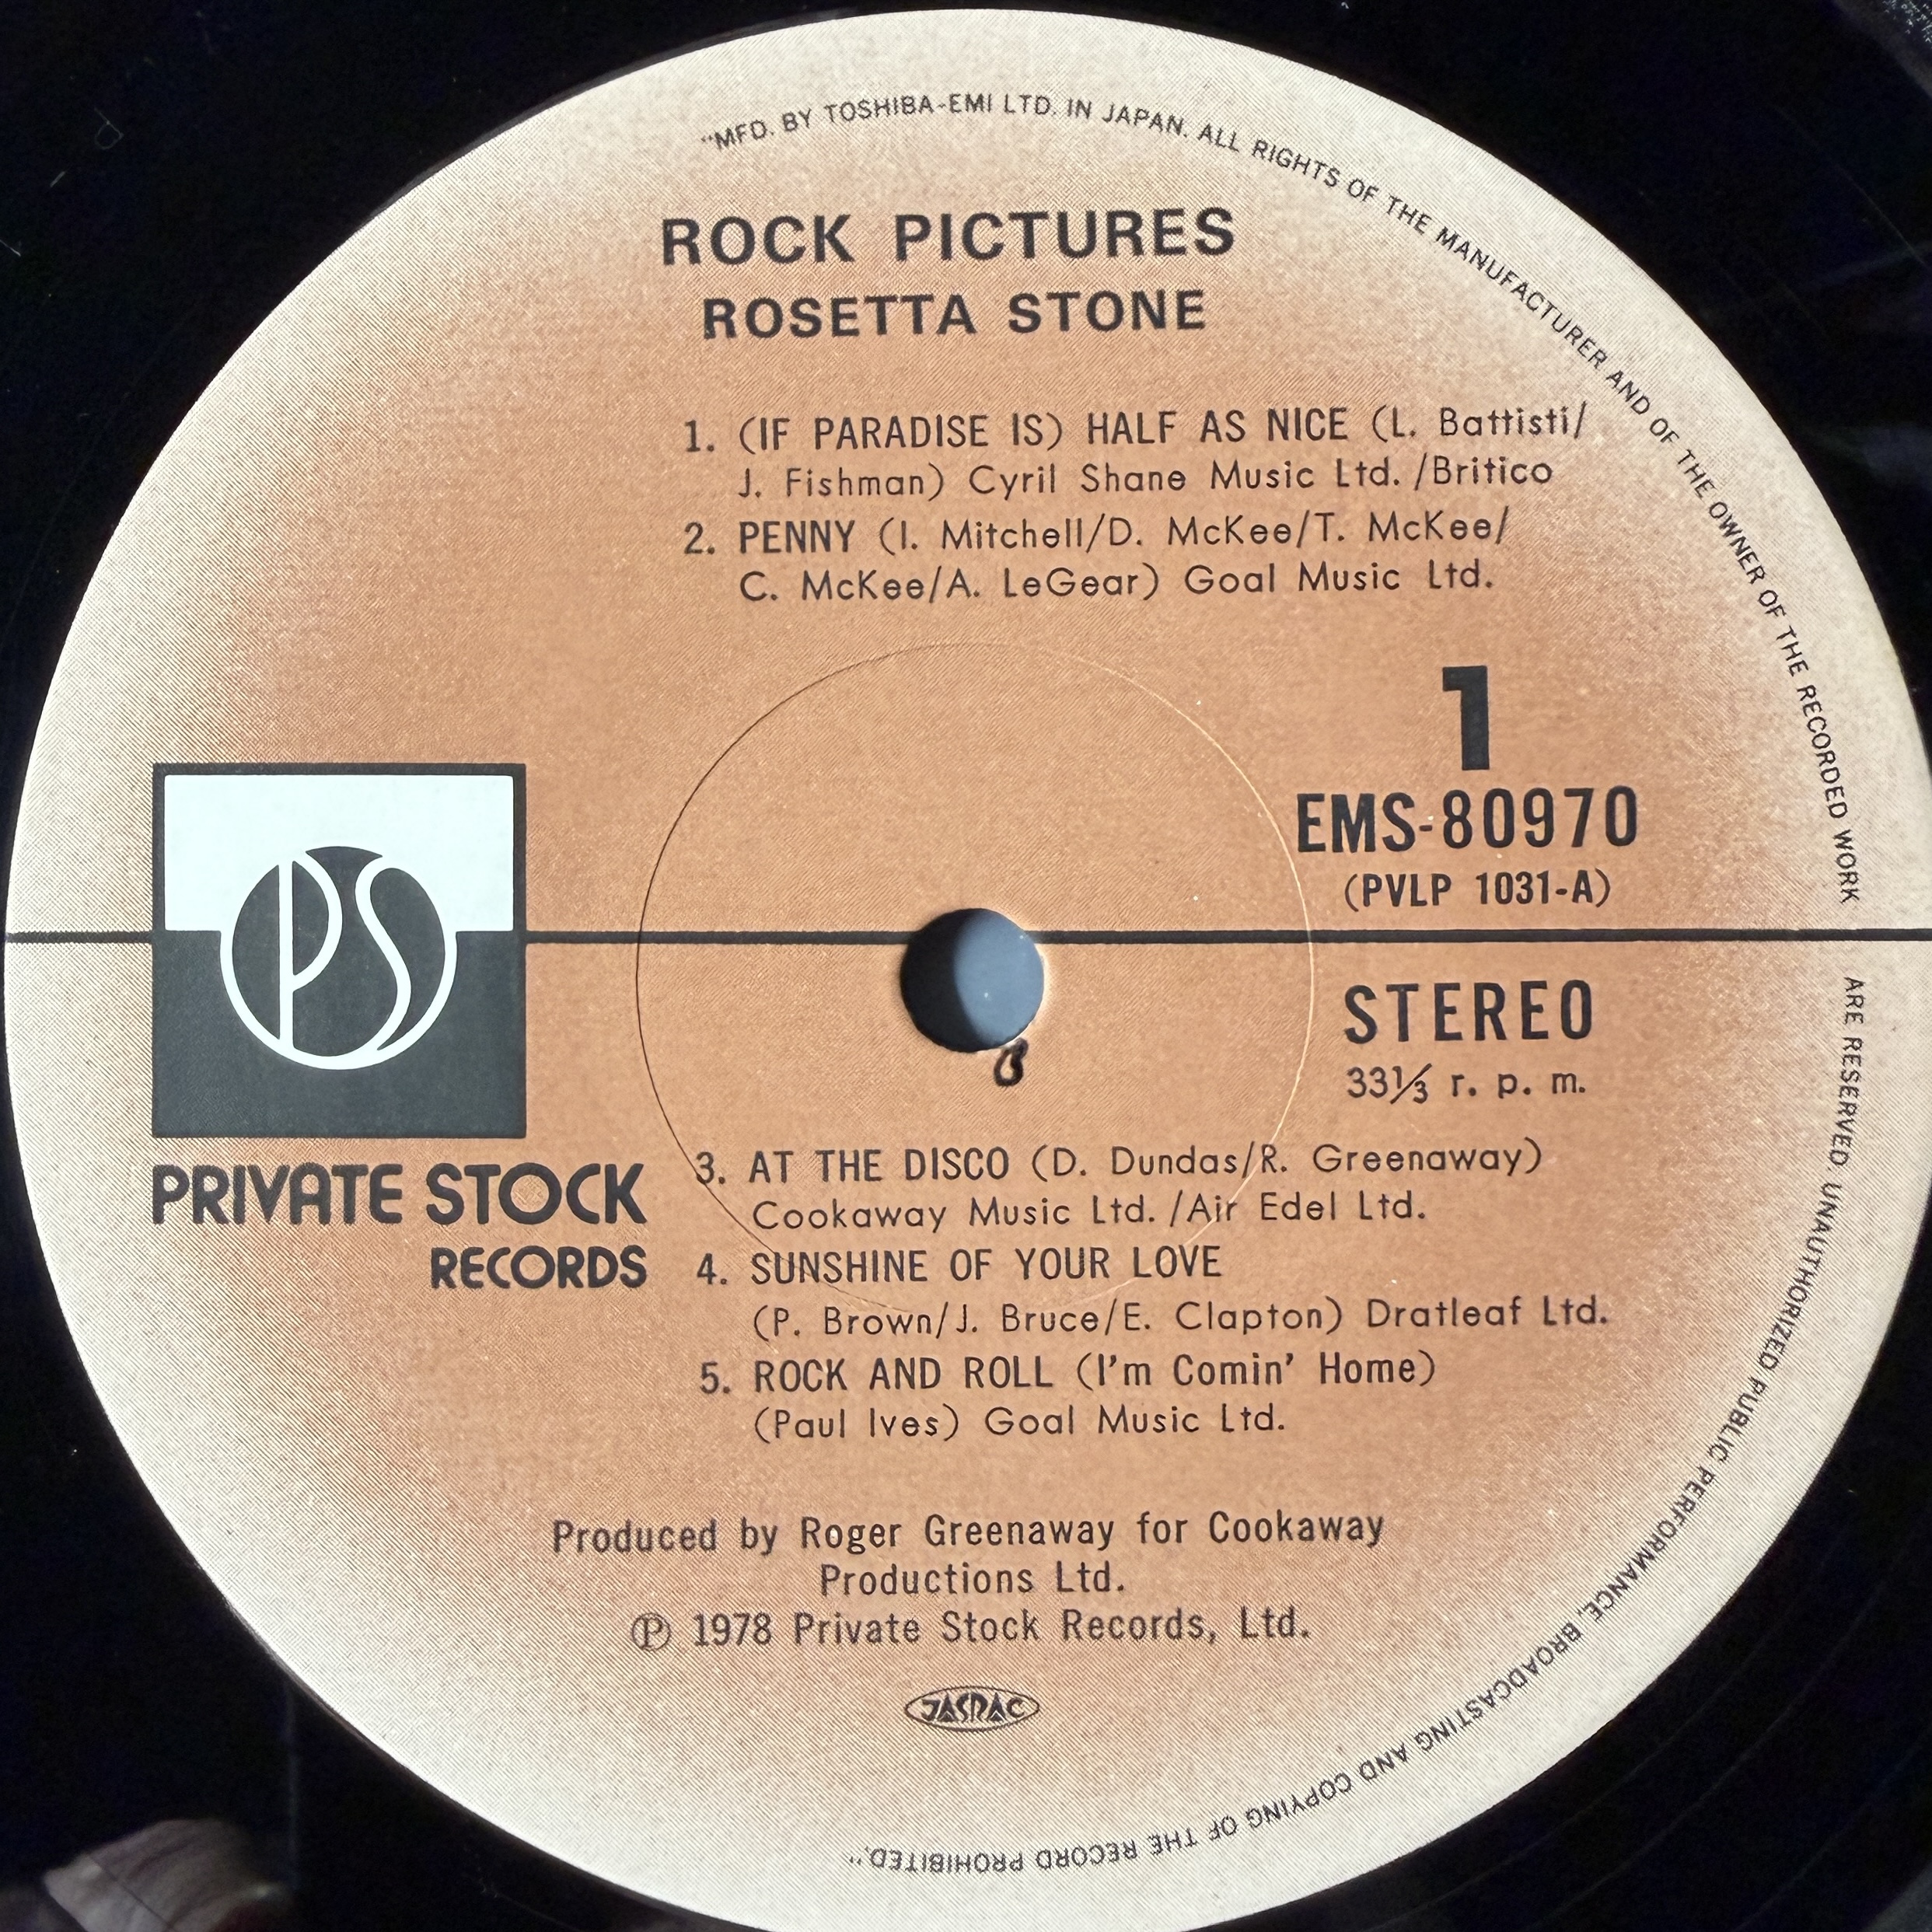 "MFD. BY TOSHIBA-EMI LTD. IN JAPAN. ALL RIGHTS OF THE MANUFACTURER AND OF THE OWNER OF THE RECORDED WORK ARE RESERVED. UNAUTHORIZED PUBLIC PERFORMANCE, BROADCASTING AND COPYING OF THE RECORD PROHIBITED."
ROCK PICTURES
ROSETTA STONE
1. (IF PARADISE IS) HALF AS NICE (L. Battisti/
J. Fishman) Cyril Shane Music Ltd. /Britico
2. PENNY (I. Mitchell/D. McKee/T. McKee/
C. McKee/A. LeGear) Goal Music Ltd.
1
EMS-80970
(PVLP 1031-A)
PS
PRIVATE STOCK
RECORDS
STEREO
33 1/3 r. p. m.
3. AT THE DISCO (D. Dundas/R. Greenaway)
Cookaway Music Ltd. /Air Edel Ltd.
4. SUNSHINE OF YOUR LOVE
(P. Brown/J. Bruce/E. Clapton) Dratleaf Ltd.
5. ROCK AND ROLL (I'm Comin' Home)
(Paul Ives) Goal Music Ltd.
Produced by Roger Greenaway for Cookaway
Productions Ltd.
℗ 1978 Private Stock Records, Ltd.
JASRAC